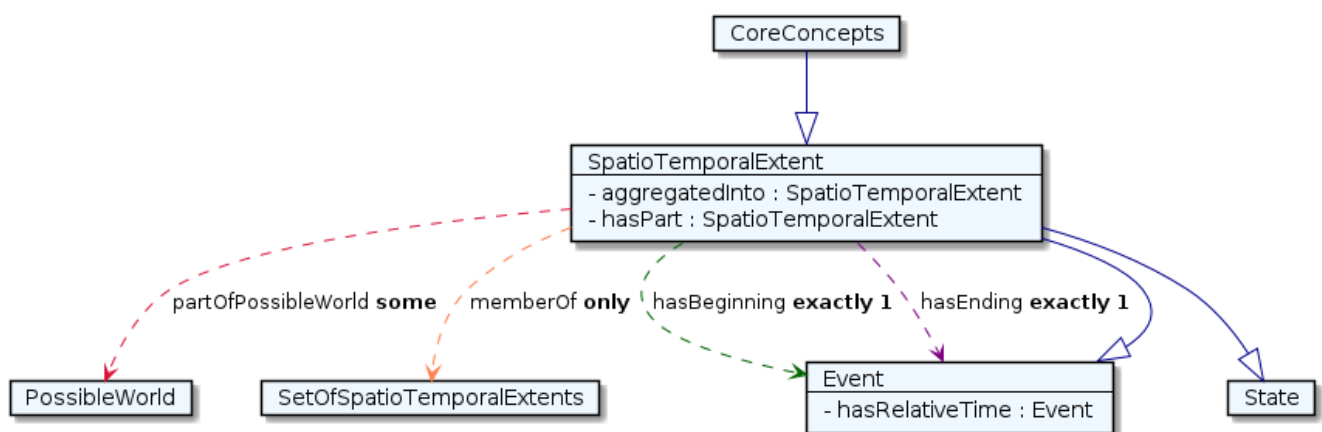 CoreConcepts
SpatioTemporalExtent
- aggregatedInto : SpatioTemporalExtent
- hasPart : SpatioTemporalExtent
partOfPossibleWorld some
memberOf only
hasBeginning exactly 1
hasEnding exactly 1
PossibleWorld
SetOfSpatioTemporalExtents
Event
- hasRelativeTime : Event
State